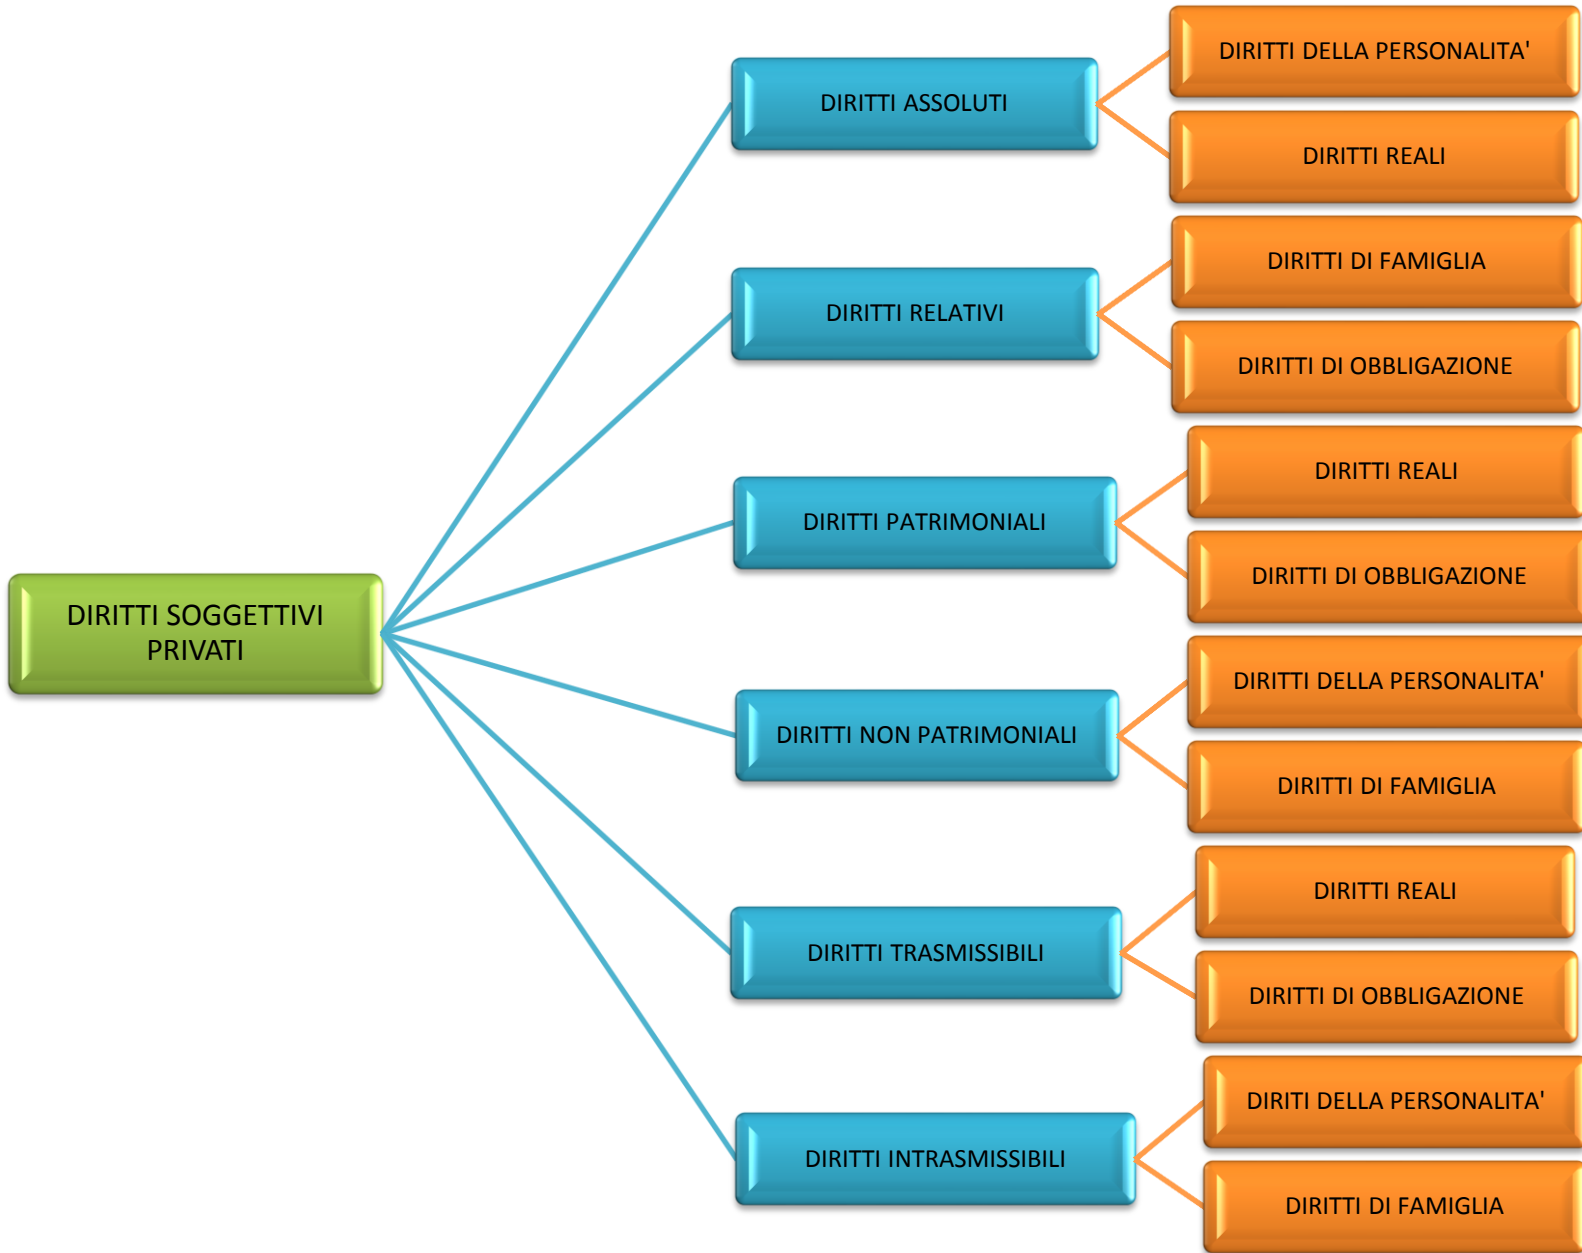 DIRITTI SOGGETTIVI
PRIVATI
DIRITTI ASSOLUTI
DIRITTI DELLA PERSONALITA'
DIRITTI REALI
DIRITTI RELATIVI
DIRITTI DI FAMIGLIA
DIRITTI DI OBBLIGAZIONE
DIRITTI PATRIMONIALI
DIRITTI REALI
DIRITTI DI OBBLIGAZIONE
DIRITTI NON PATRIMONIALI
DIRITTI DELLA PERSONALITA'
DIRITTI DI FAMIGLIA
DIRITTI TRASMISSIBILI
DIRITTI REALI
DIRITTI DI OBBLIGAZIONE
DIRITTI INTRASMISSIBILI
DIRITI DELLA PERSONALITA'
DIRITTI DI FAMIGLIA